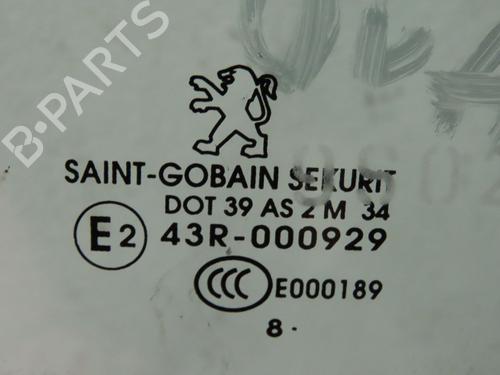 B-PARTS
SAINT-GOBAIN SEKURIT
DOT 39 AS 2 M 34
E2 43R-000929
CCC E000189
8 .